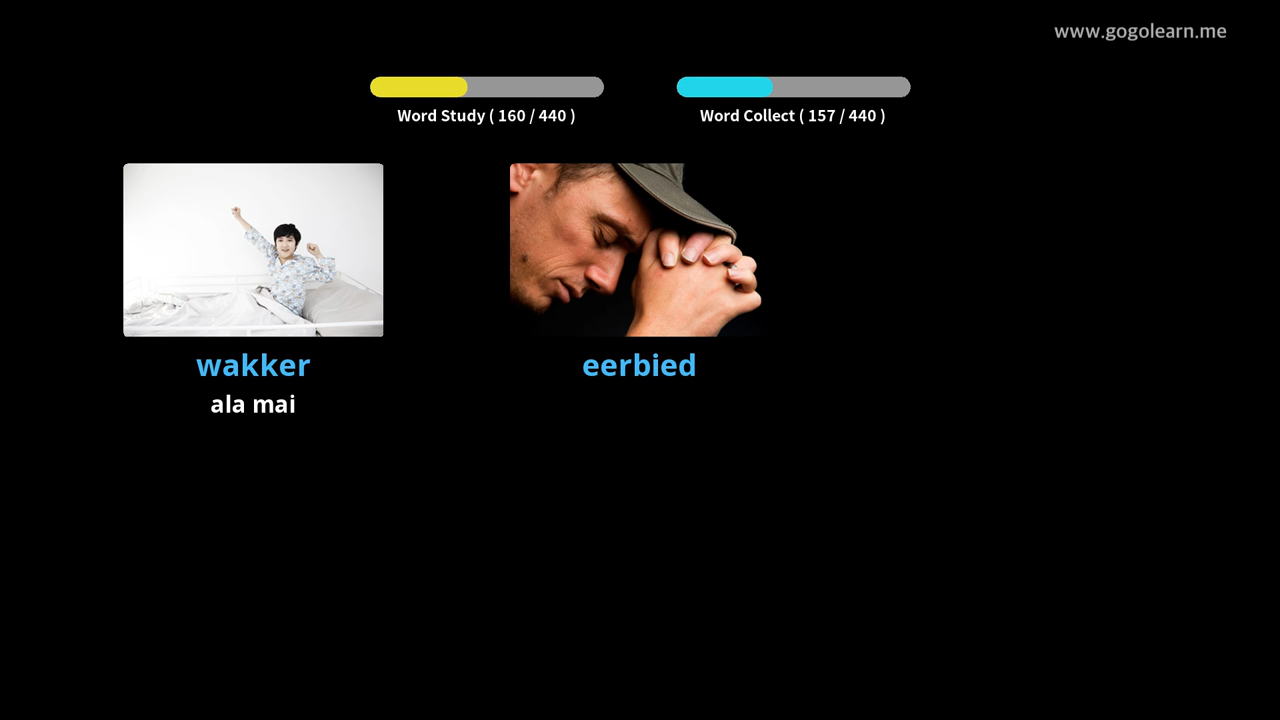 www.gogolearn.me
Word Study ( 160 / 440 )
Word Collect ( 157 / 440 )
wakker
eerbied
ala mai